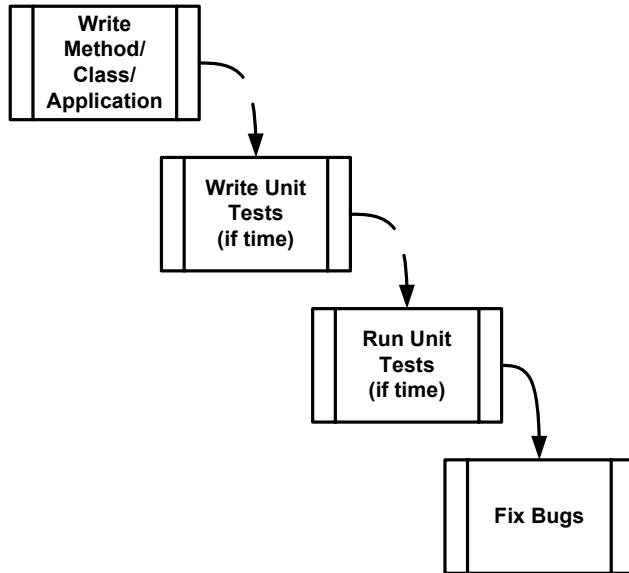 Write
Method/
Class/
Application
Write Unit
Tests
(if time)
Run Unit
Tests
(if time)
Fix Bugs